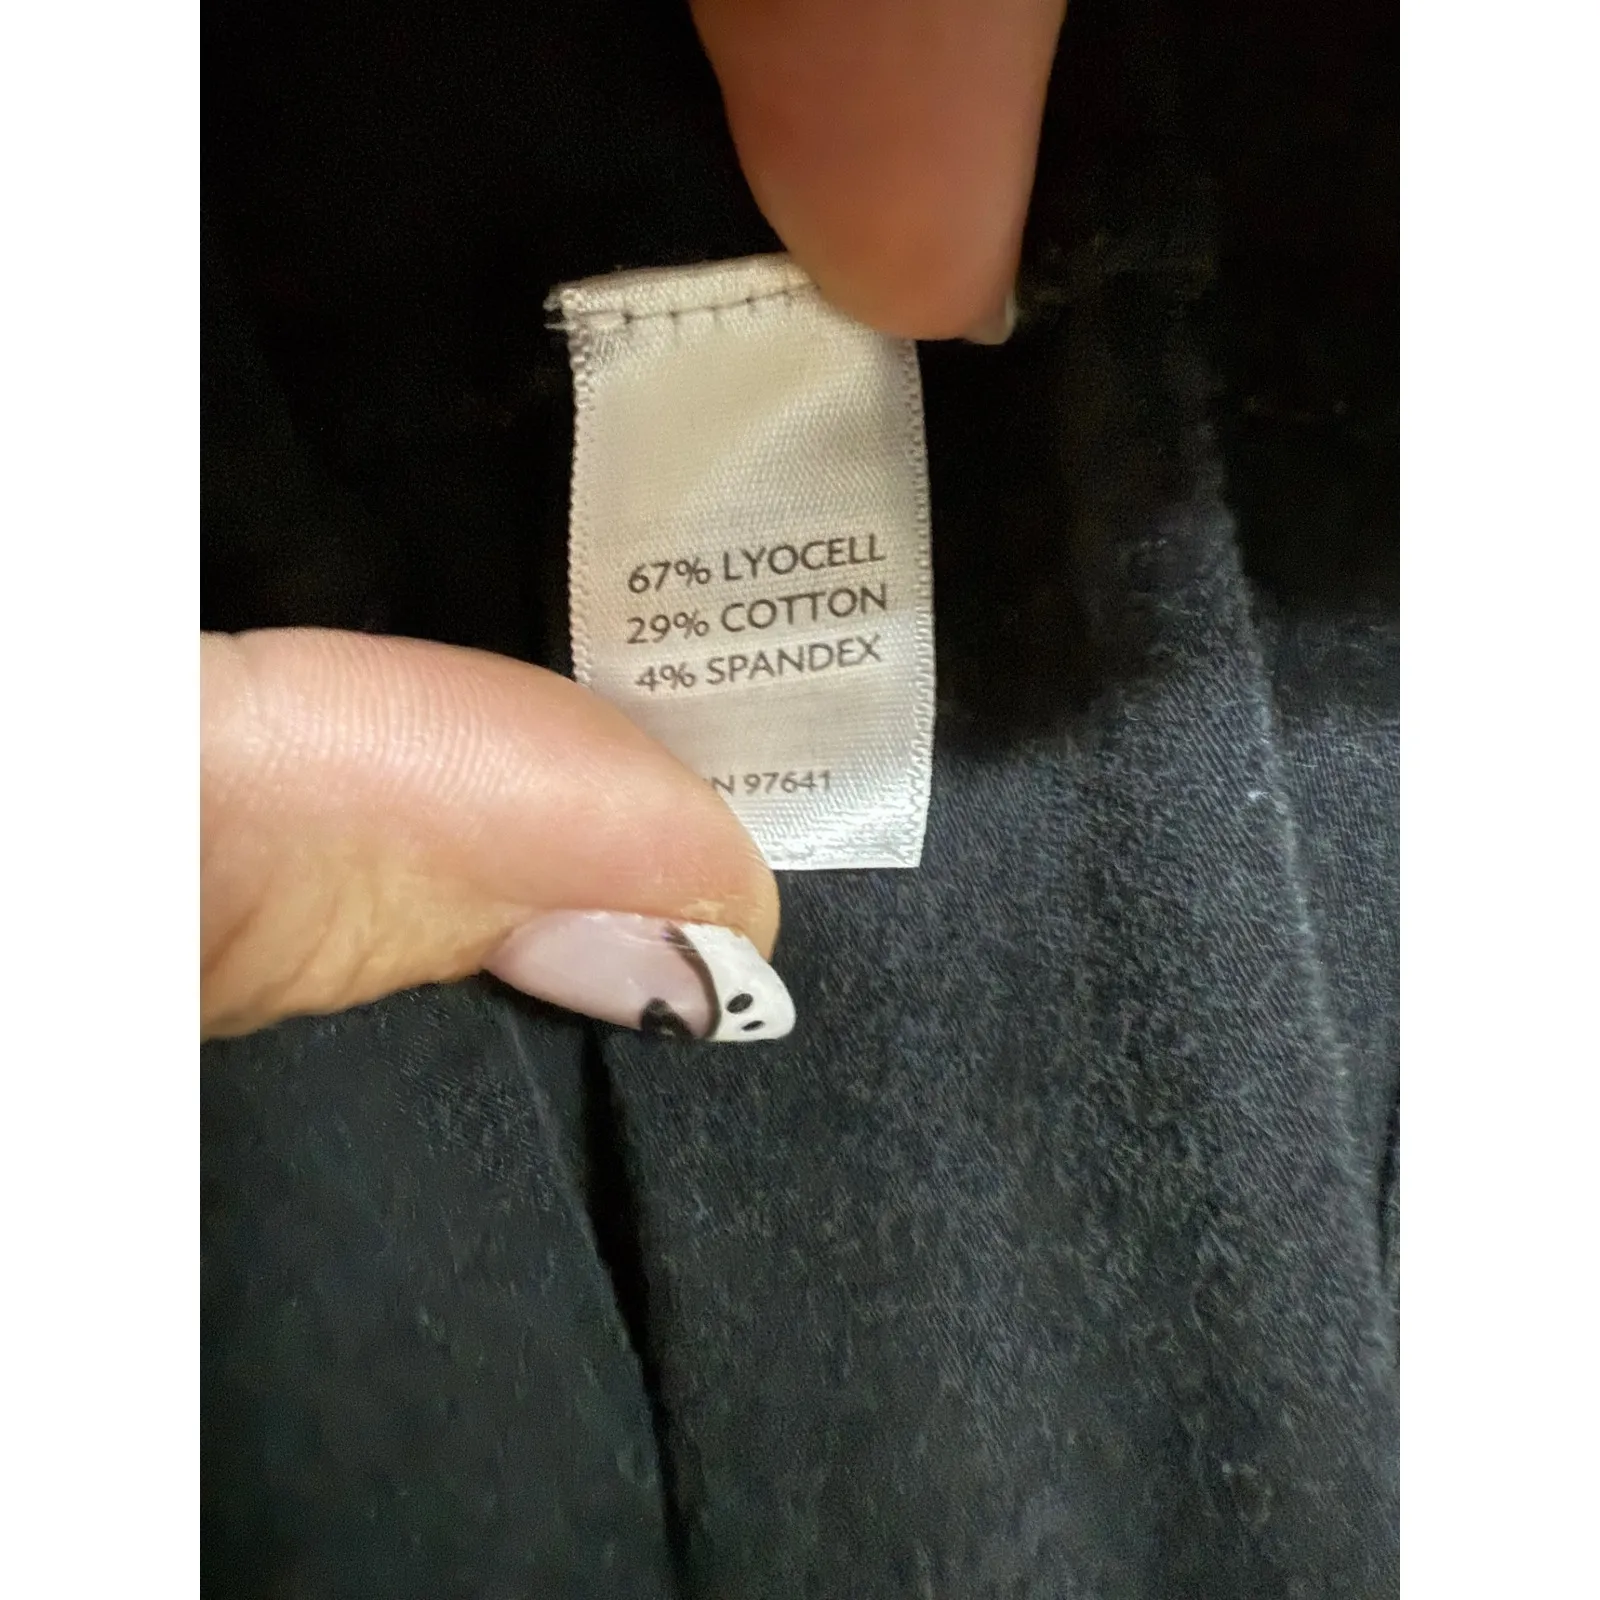 67% LYOCELL
29% COTTON
4% SPANDEX
97641